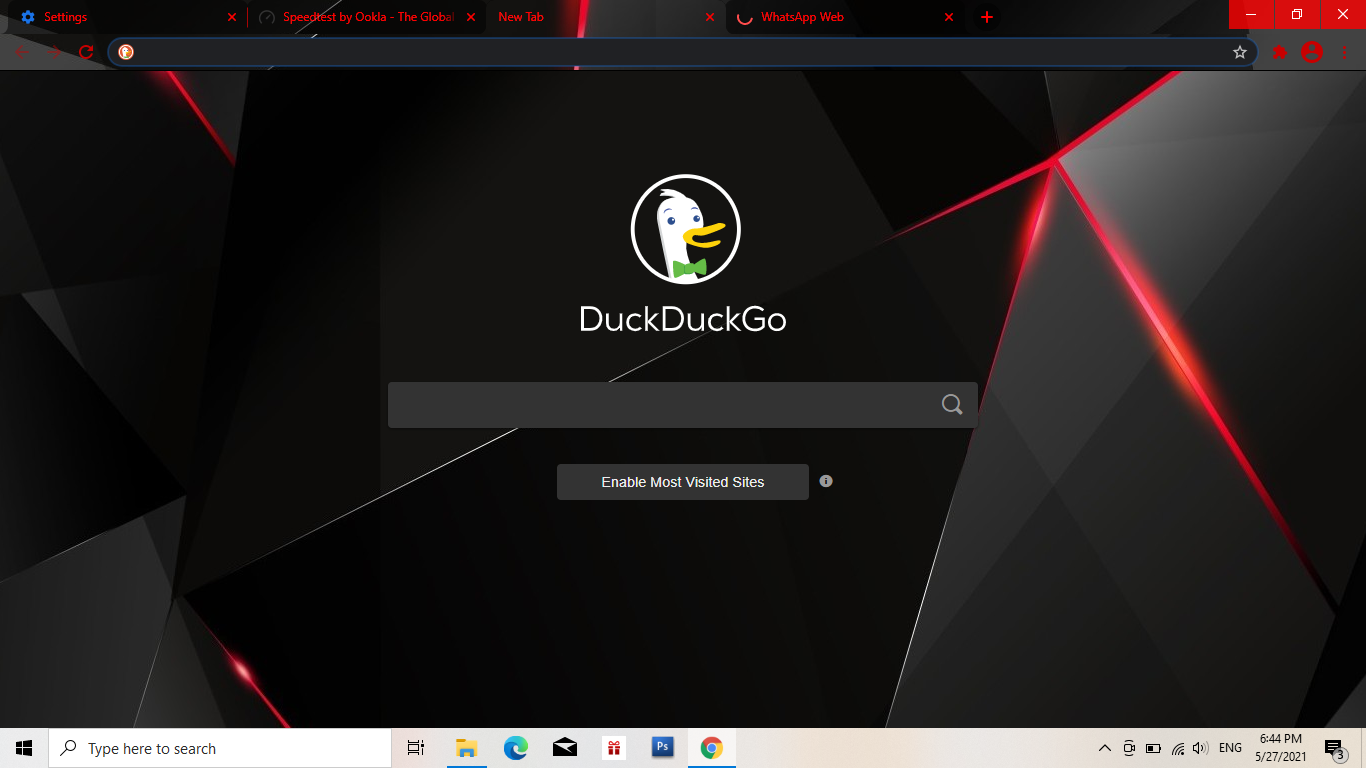 Settings
Speedtest by Ookla - The Global
New Tab
WhatsApp Web
DuckDuckGo
Enable Most Visited Sites
Type here to search
Ps
ENG
6:44 PM
5/27/2021
3